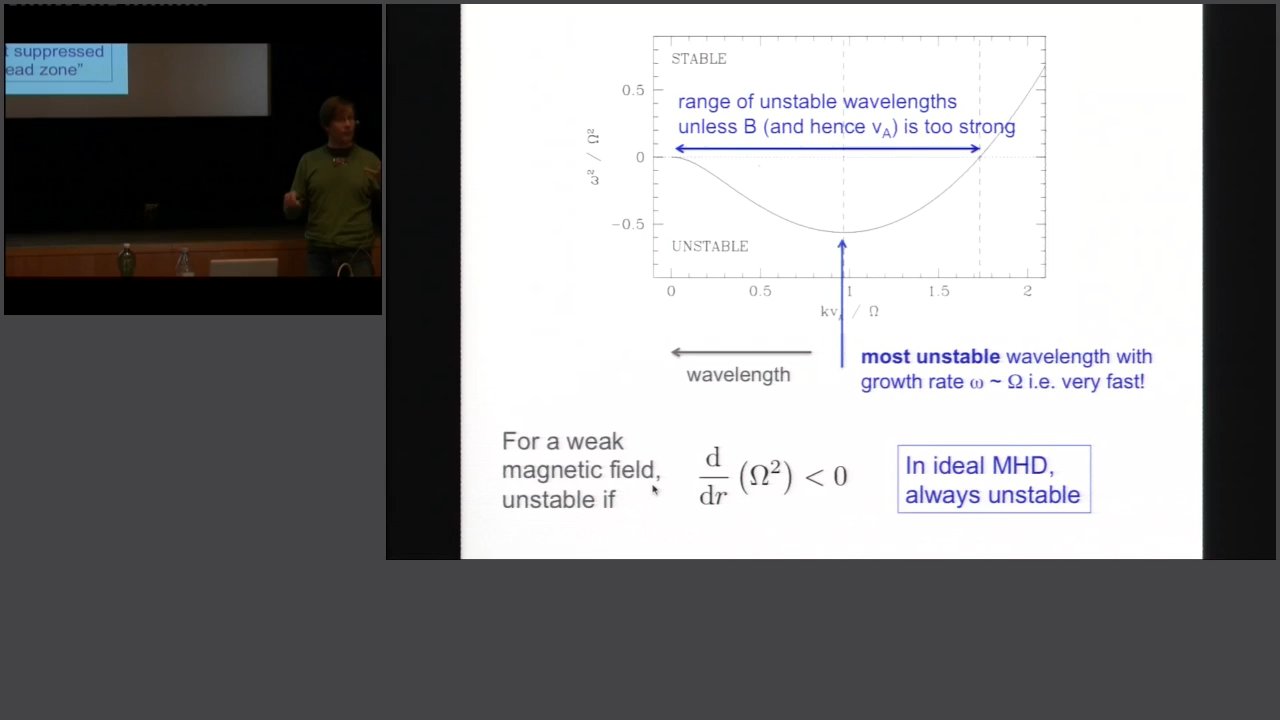 suppressed
ead zone”
STABLE
range of unstable wavelengths
unless B (and hence vA) is too strong
ω² / Ω²
0.5
0
−0.5
UNSTABLE
0 0.5 1 1.5 2
kv / Ω
wavelength
most unstable wavelength with
growth rate ω ~ Ω i.e. very fast!
For a weak
magnetic field,
unstable if
d/dr (Ω²) < 0
In ideal MHD,
always unstable